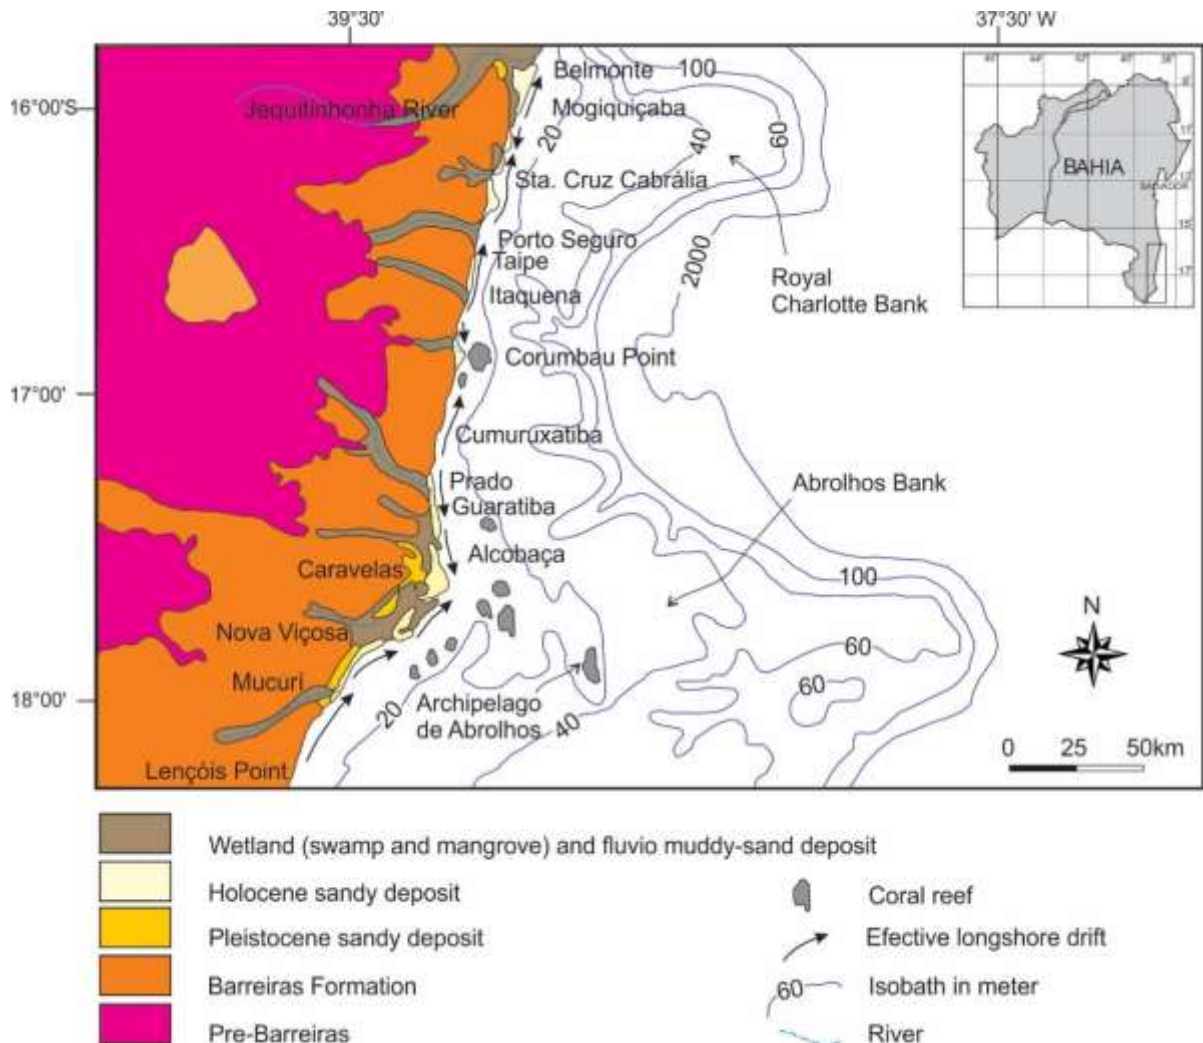 39°30'
37°30' W
16°00'S
17°00'
18°00'
Belmonte
Mogiquiçaba
Jequitinhonha River
Sta. Cruz Cabrália
Porto Seguro
Taipe
Itaquena
Corumbau Point
Cumuruxatiba
Prado
Guaratiba
Alcobaça
Caravelas
Nova Viçosa
Mucuri
Lençóis Point
Archipelago
de Abrolhos
Royal
Charlotte Bank
Abrolhos Bank
100
20
40
60
2000
100
60
60
20
40
BAHIA
SALVADOR
15
17
N
0 25 50km
Wetland (swamp and mangrove) and fluvio muddy-sand deposit
Holocene sandy deposit
Pleistocene sandy deposit
Barreiras Formation
Pre-Barreiras
Coral reef
Efective longshore drift
60
Isobath in meter
River